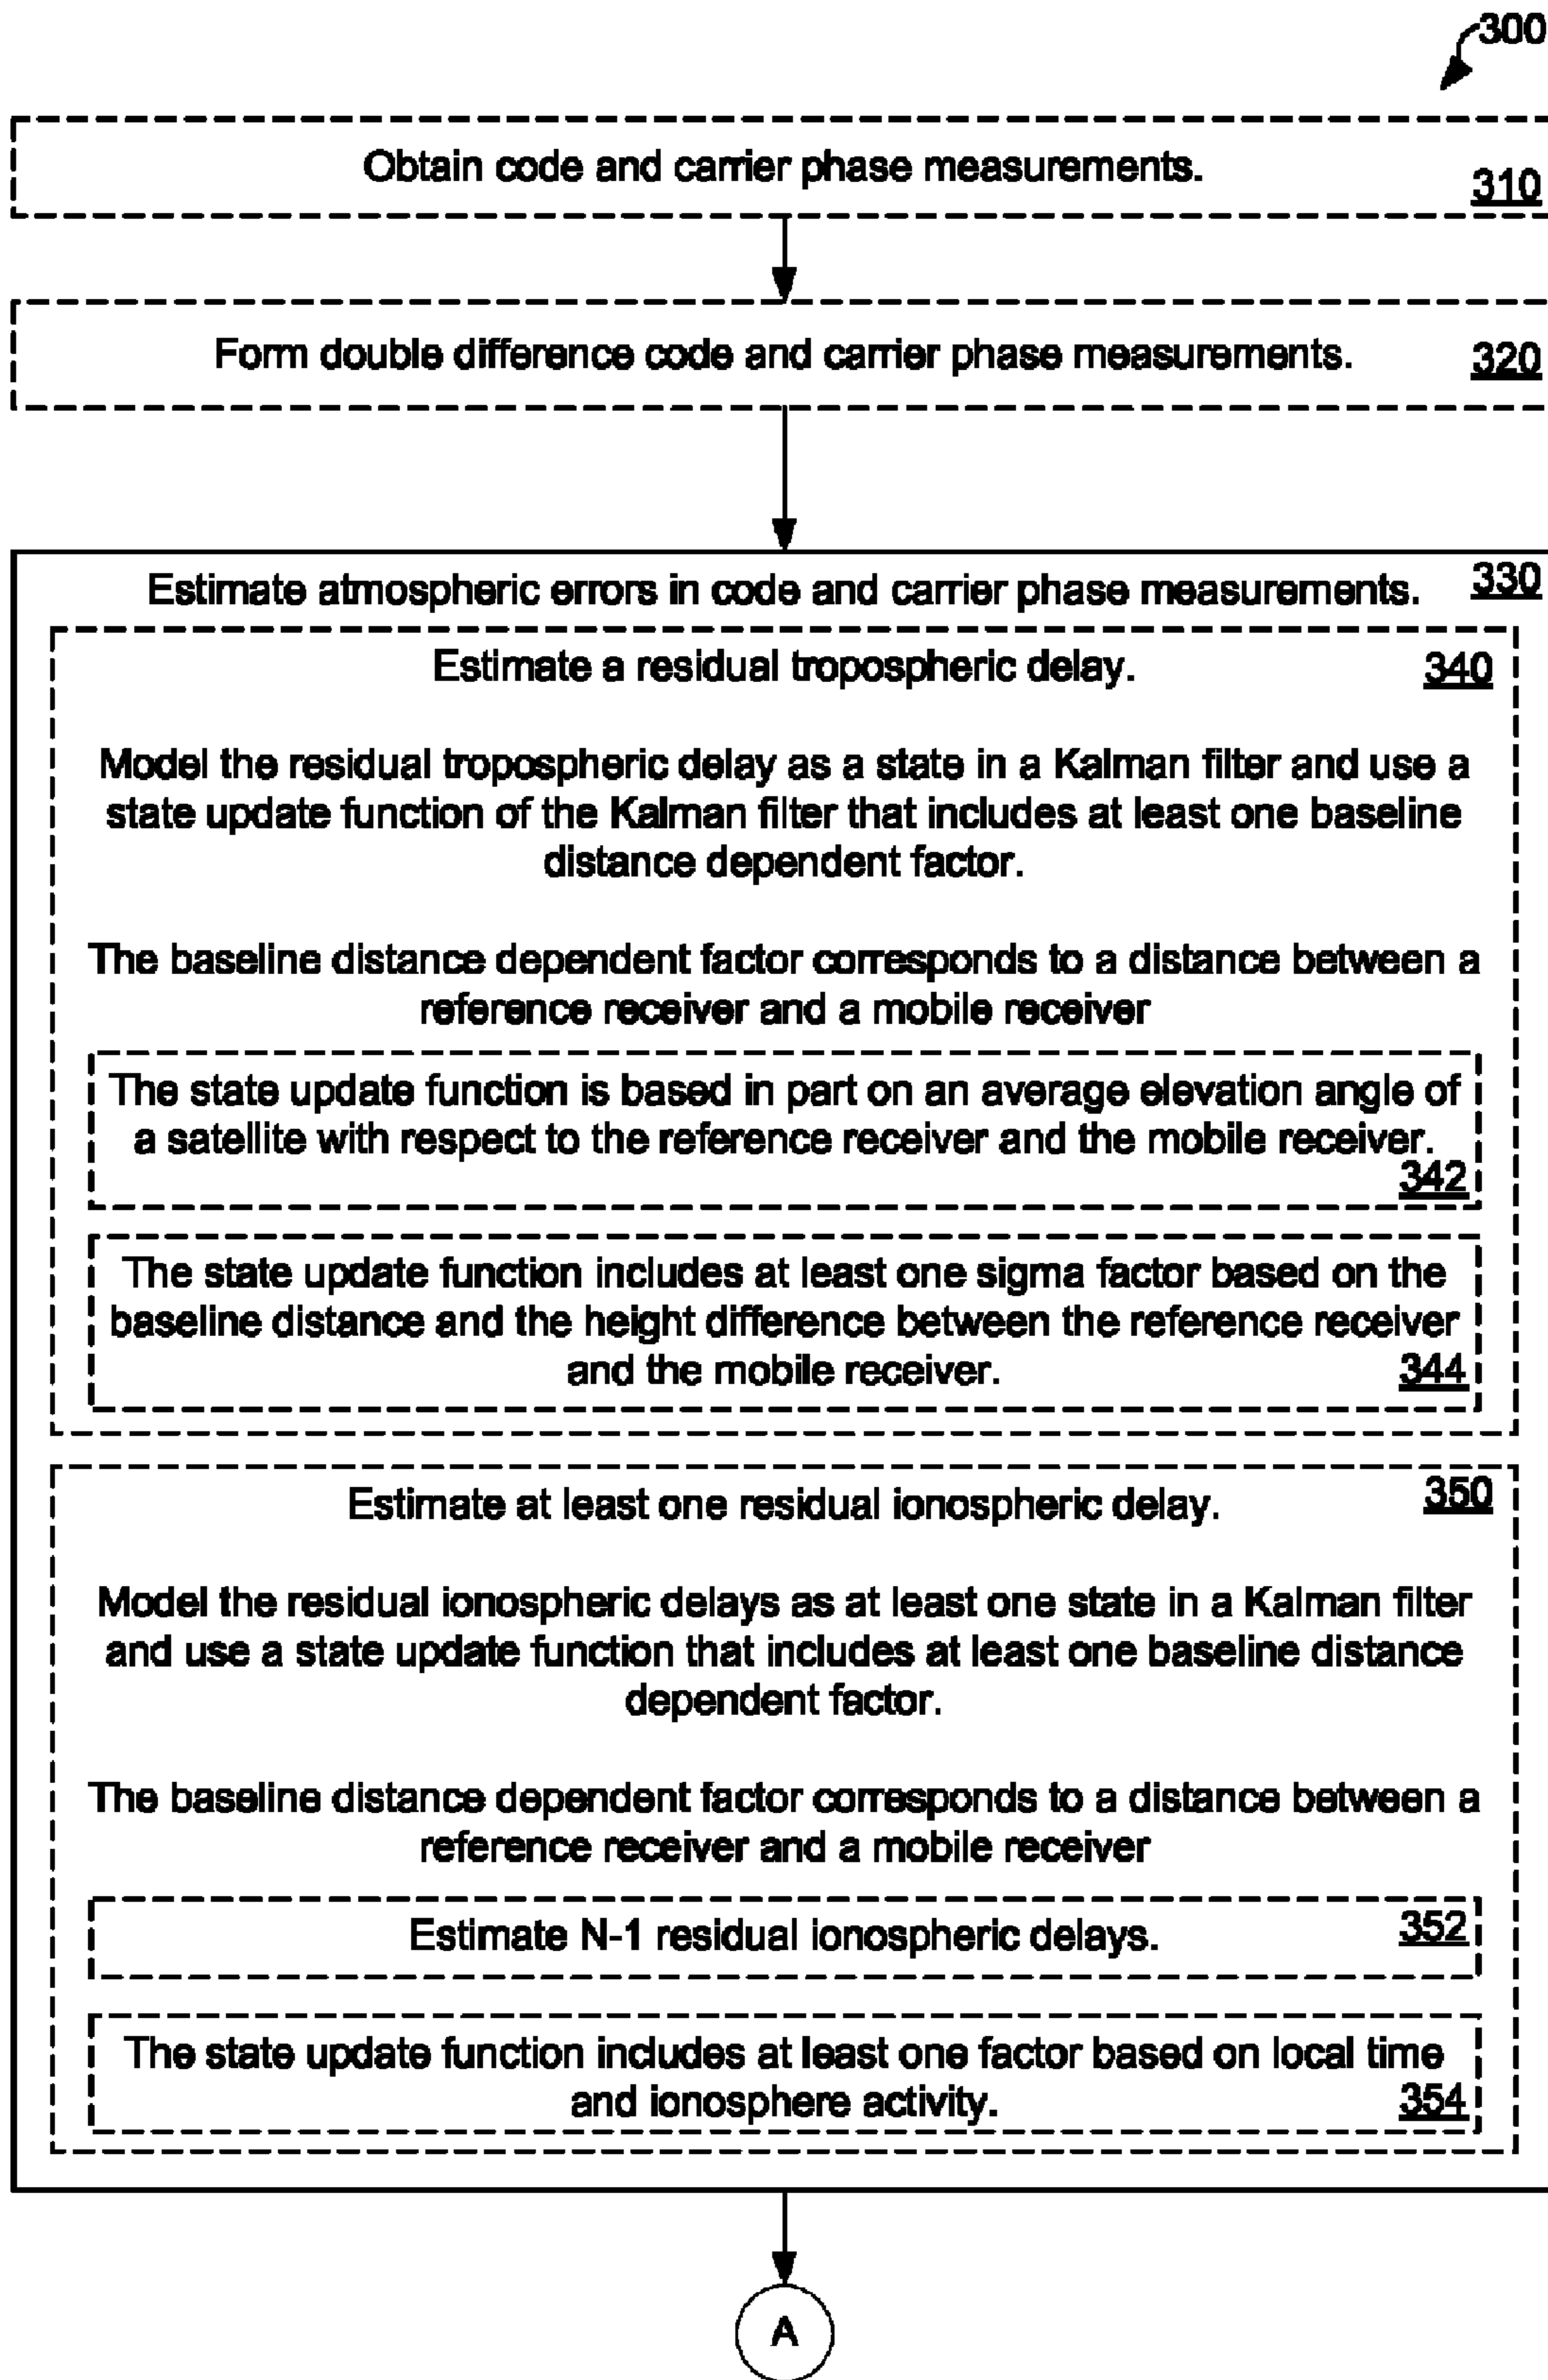 300
Obtain code and carrier phase measurements.
310
Form double difference code and carrier phase measurements.
320
Estimate atmospheric errors in code and carrier phase measurements.
330
Estimate a residual tropospheric delay.
340
Model the residual tropospheric delay as a state in a Kalman filter and use a
state update function of the Kalman filter that includes at least one baseline
distance dependent factor.
The baseline distance dependent factor corresponds to a distance between a
reference receiver and a mobile receiver
The state update function is based in part on an average elevation angle of
a satellite with respect to the reference receiver and the mobile receiver.
342
The state update function includes at least one sigma factor based on the
baseline distance and the height difference between the reference receiver
and the mobile receiver.
344
Estimate at least one residual ionospheric delay.
350
Model the residual ionospheric delays as at least one state in a Kalman filter
and use a state update function that includes at least one baseline distance
dependent factor.
The baseline distance dependent factor corresponds to a distance between a
reference receiver and a mobile receiver
Estimate N-1 residual ionospheric delays.
352
The state update function includes at least one factor based on local time
and ionosphere activity.
354
A